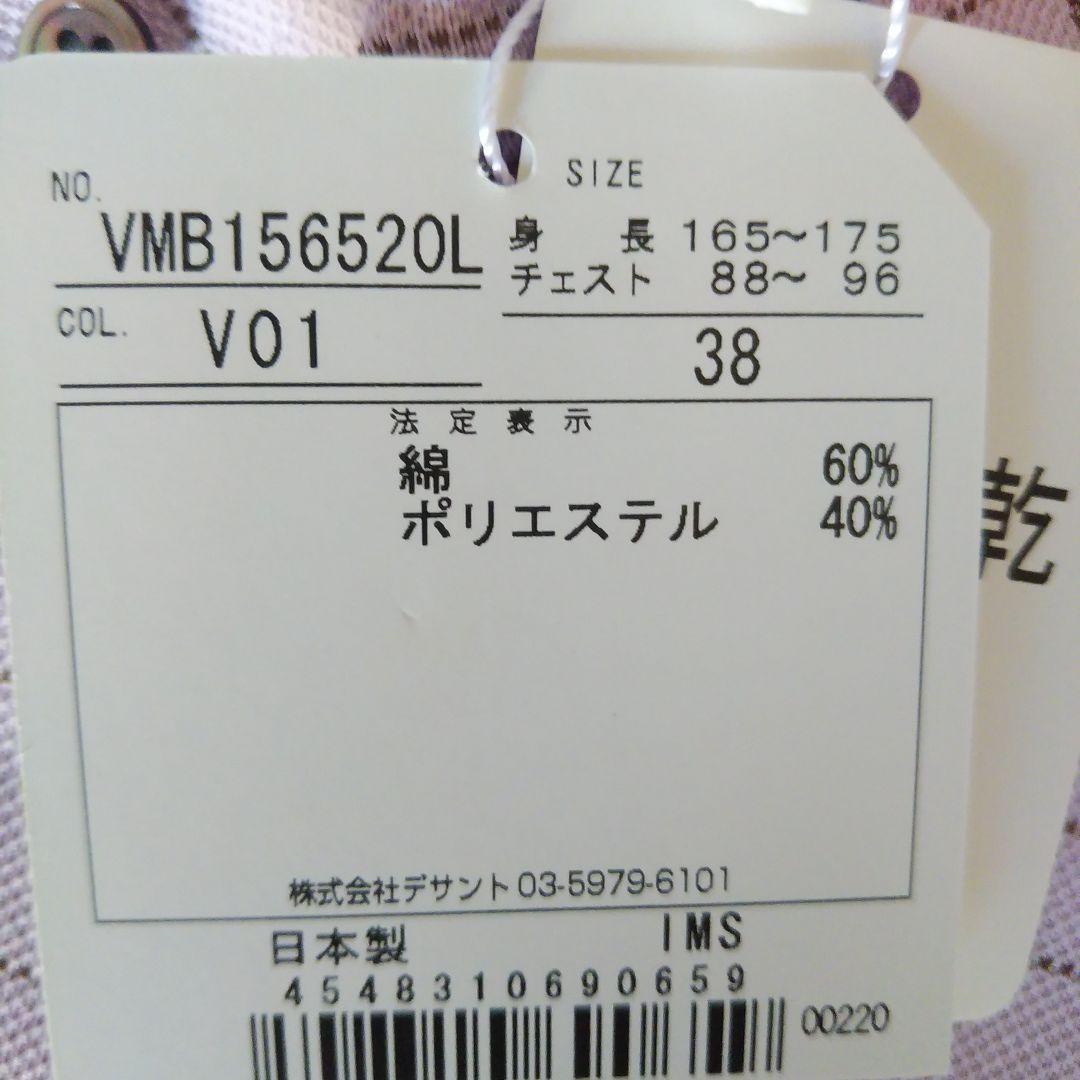 NO.
VMB156520L
COL. V01
SIZE
身長 165～175
チェスト 88～ 96
38
法定表示
綿 60%
ポリエステル 40%
株式会社デサント 03-5979-6101
日本製 IMS
4548310690659
00220
乾